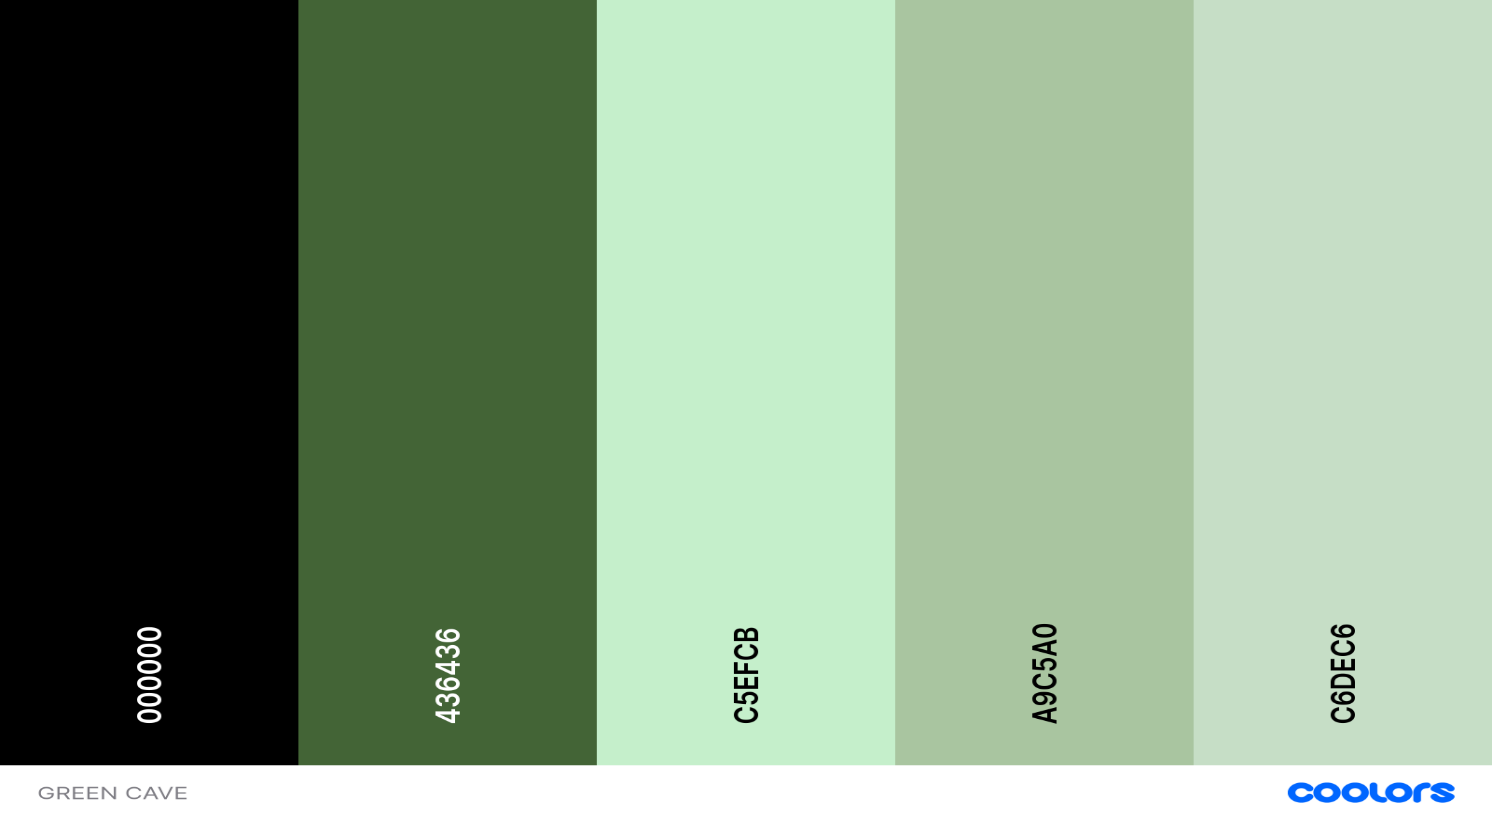 000000
436436
C5EFCB
A9C5A0
C6DEC6
GREEN CAVE
coolors